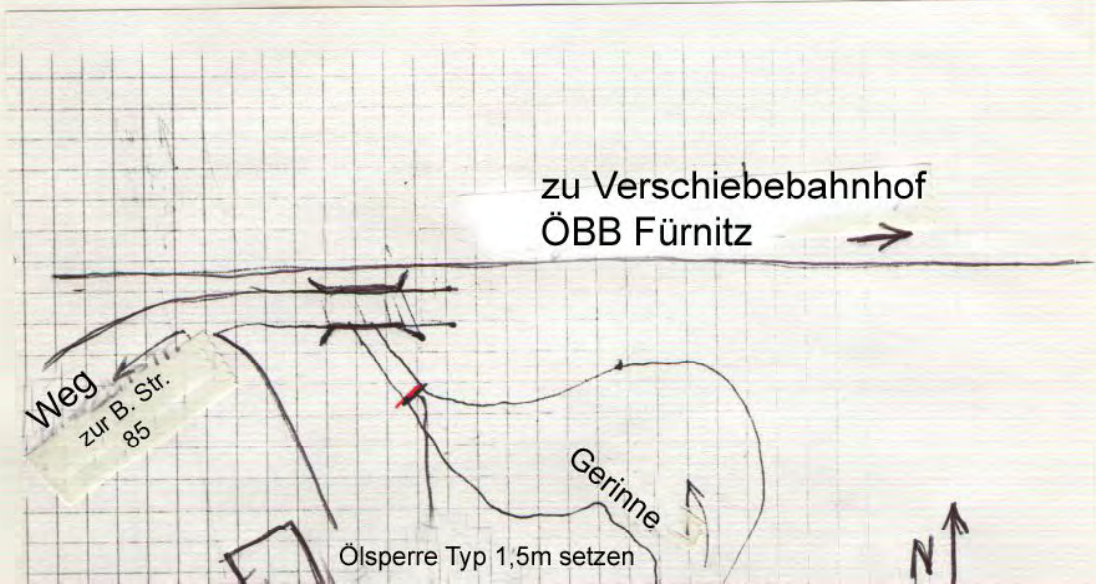 zu Verschiebebahnhof
ÖBB Fürnitz
Weg
zur B. Str.
85
Gerinne
Ölsperre Typ 1,5m setzen
N